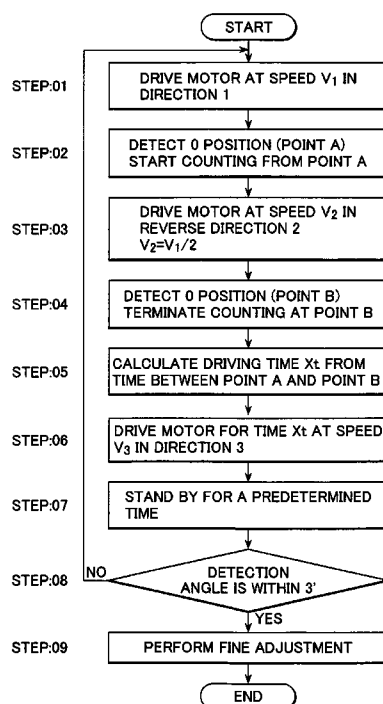 START
STEP:01
DRIVE MOTOR AT SPEED V₁ IN
DIRECTION 1
STEP:02
DETECT 0 POSITION (POINT A)
START COUNTING FROM POINT A
STEP:03
DRIVE MOTOR AT SPEED V₂ IN
REVERSE DIRECTION 2
V₂=V₁/2
STEP:04
DETECT 0 POSITION (POINT B)
TERMINATE COUNTING AT POINT B
STEP:05
CALCULATE DRIVING TIME Xt FROM
TIME BETWEEN POINT A AND POINT B
STEP:06
DRIVE MOTOR FOR TIME Xt AT SPEED
V₃ IN DIRECTION 3
STEP:07
STAND BY FOR A PREDETERMINED
TIME
STEP:08
NO
DETECTION
ANGLE IS WITHIN 3'
YES
STEP:09
PERFORM FINE ADJUSTMENT
END